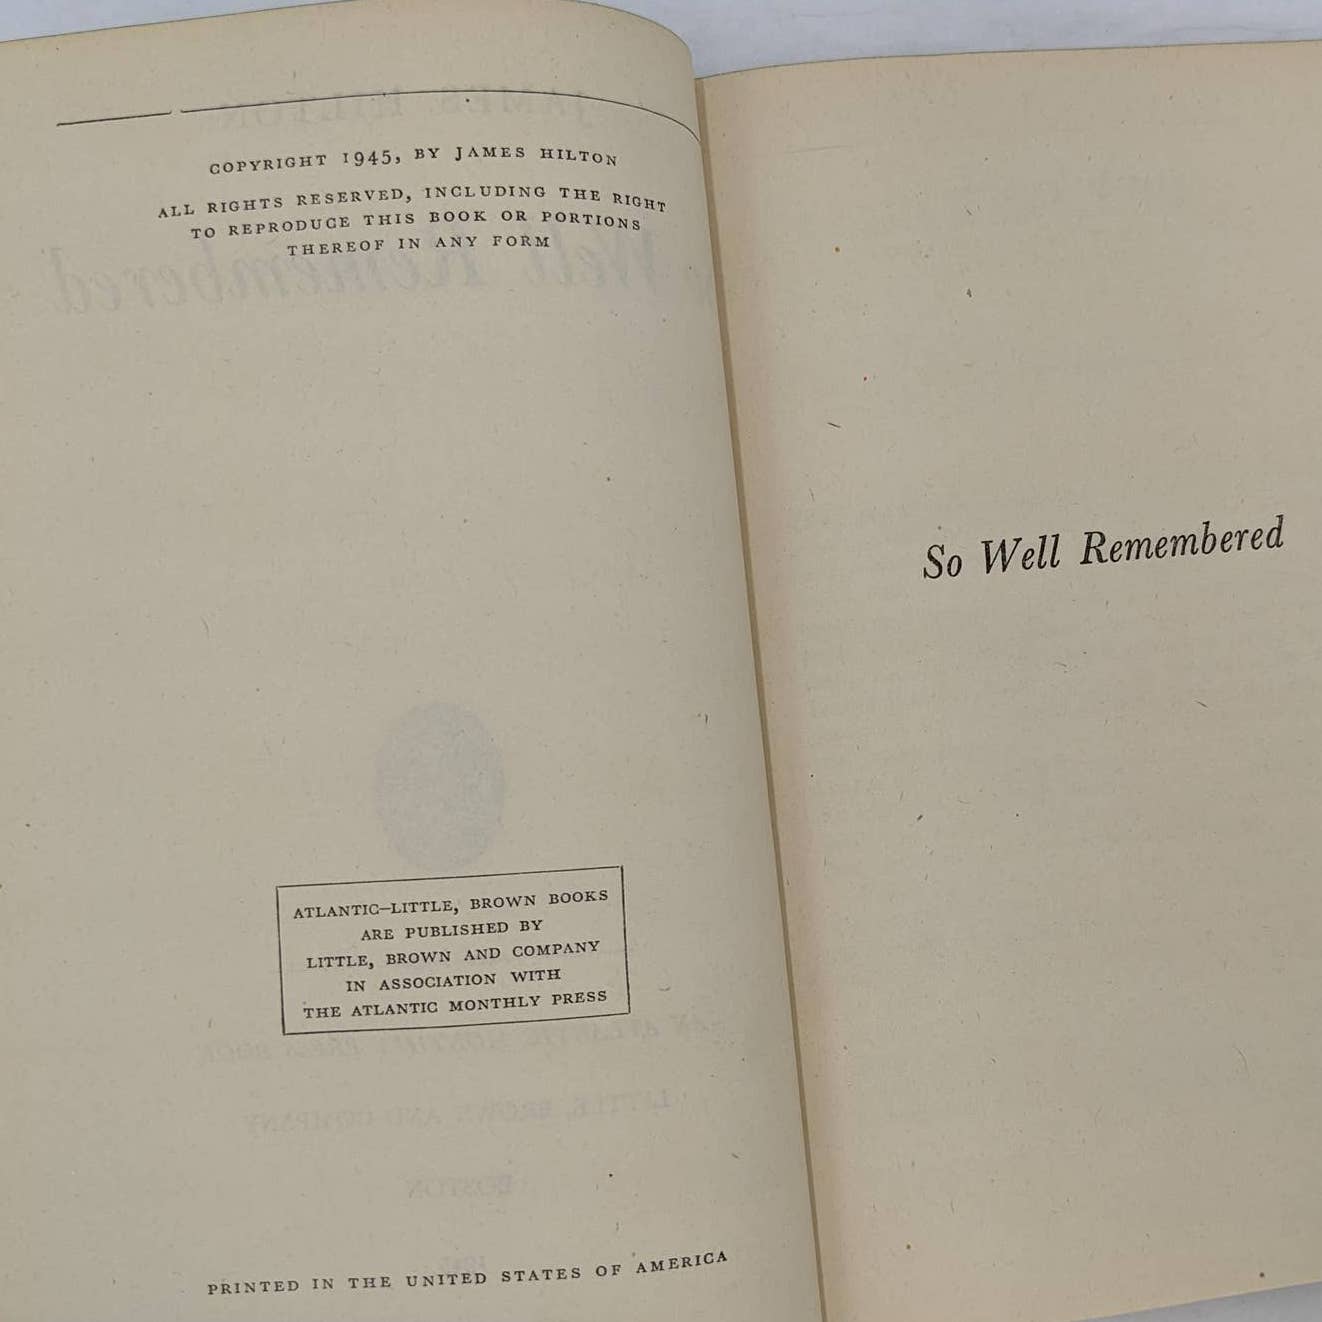 COPYRIGHT 1945, BY JAMES HILTON
ALL RIGHTS RESERVED, INCLUDING THE RIGHT
TO REPRODUCE THIS BOOK OR PORTIONS
THEREOF IN ANY FORM
ATLANTIC–LITTLE, BROWN BOOKS
ARE PUBLISHED BY
LITTLE, BROWN AND COMPANY
IN ASSOCIATION WITH
THE ATLANTIC MONTHLY PRESS
PRINTED IN THE UNITED STATES OF AMERICA
So Well Remembered